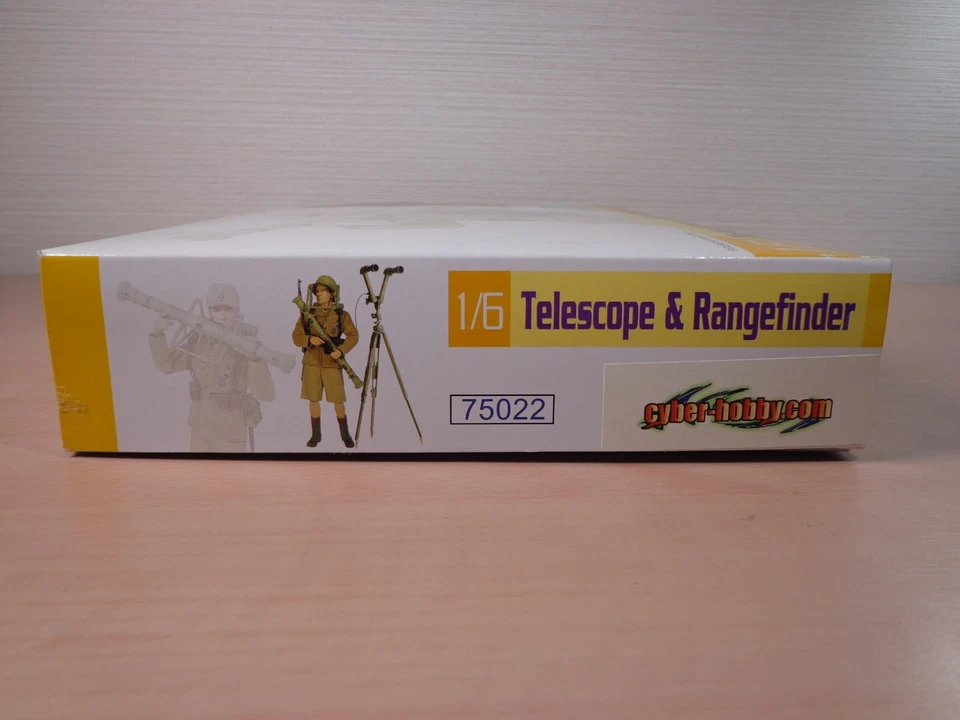 1/6 Telescope & Rangefinder
75022
cyber-hobby.com